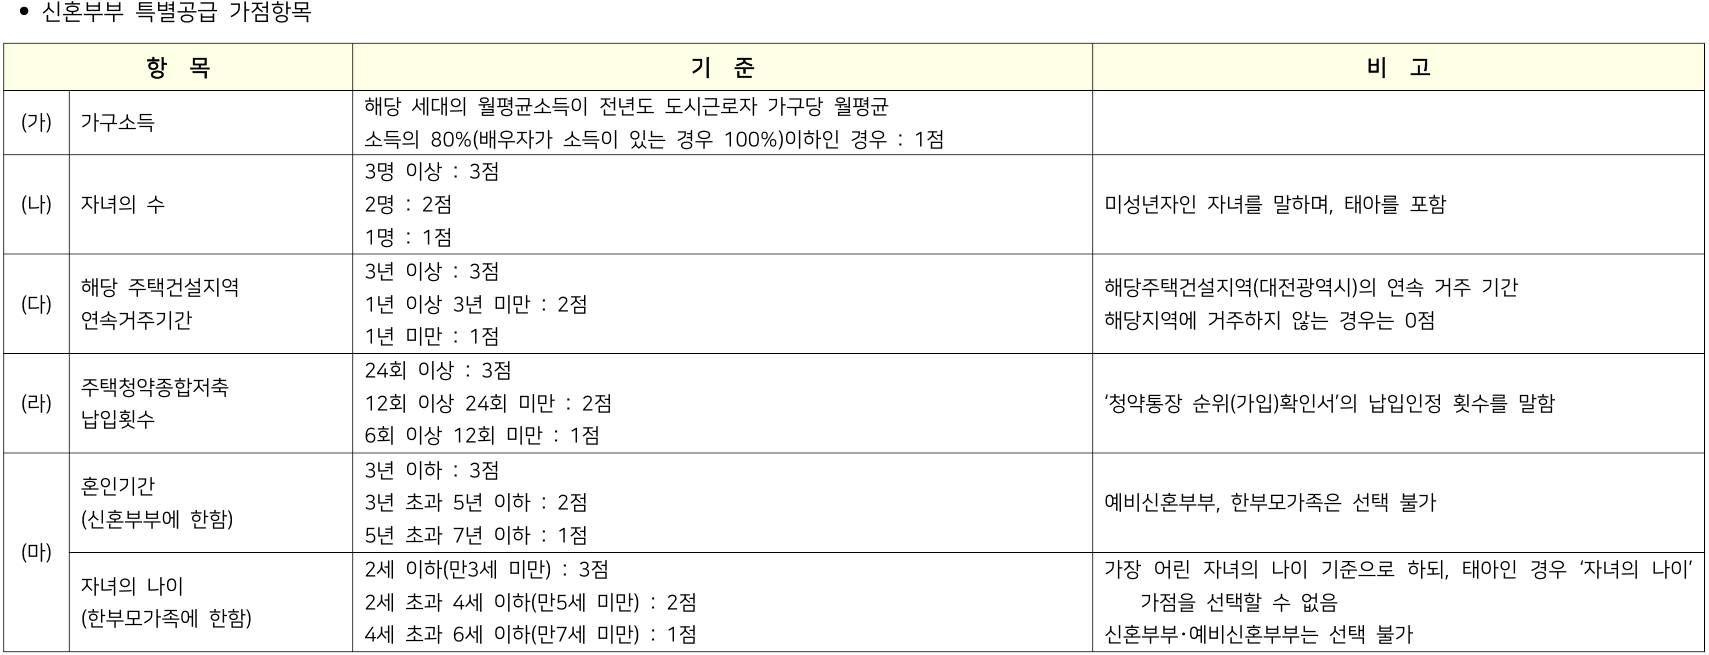 • 신혼부부 특별공급 가점항목
항 목 기 준 비 고
(가) 가구소득
해당 세대의 월평균소득이 전년도 도시근로자 가구당 월평균
소득의 80%(배우자가 소득이 있는 경우 100%)이하인 경우 : 1점
(나) 자녀의 수
3명 이상 : 3점
2명 : 2점
1명 : 1점
미성년자인 자녀를 말하며, 태아를 포함
(다) 해당 주택건설지역
연속거주기간
3년 이상 : 3점
1년 이상 3년 미만 : 2점
1년 미만 : 1점
해당주택건설지역(대전광역시)의 연속 거주 기간
해당지역에 거주하지 않는 경우는 0점
(라) 주택청약종합저축
납입횟수
24회 이상 : 3점
12회 이상 24회 미만 : 2점
6회 이상 12회 미만 : 1점
‘청약통장 순위(가입)확인서’의 납입인정 횟수를 말함
(마) 혼인기간
(신혼부부에 한함)
3년 이하 : 3점
3년 초과 5년 이하 : 2점
5년 초과 7년 이하 : 1점
예비신혼부부, 한부모가족은 선택 불가
자녀의 나이
(한부모가족에 한함)
2세 이하(만3세 미만) : 3점
2세 초과 4세 이하(만5세 미만) : 2점
4세 초과 6세 이하(만7세 미만) : 1점
가장 어린 자녀의 나이 기준으로 하되, 태아인 경우 ‘자녀의 나이’
가점을 선택할 수 없음
신혼부부·예비신혼부부는 선택 불가